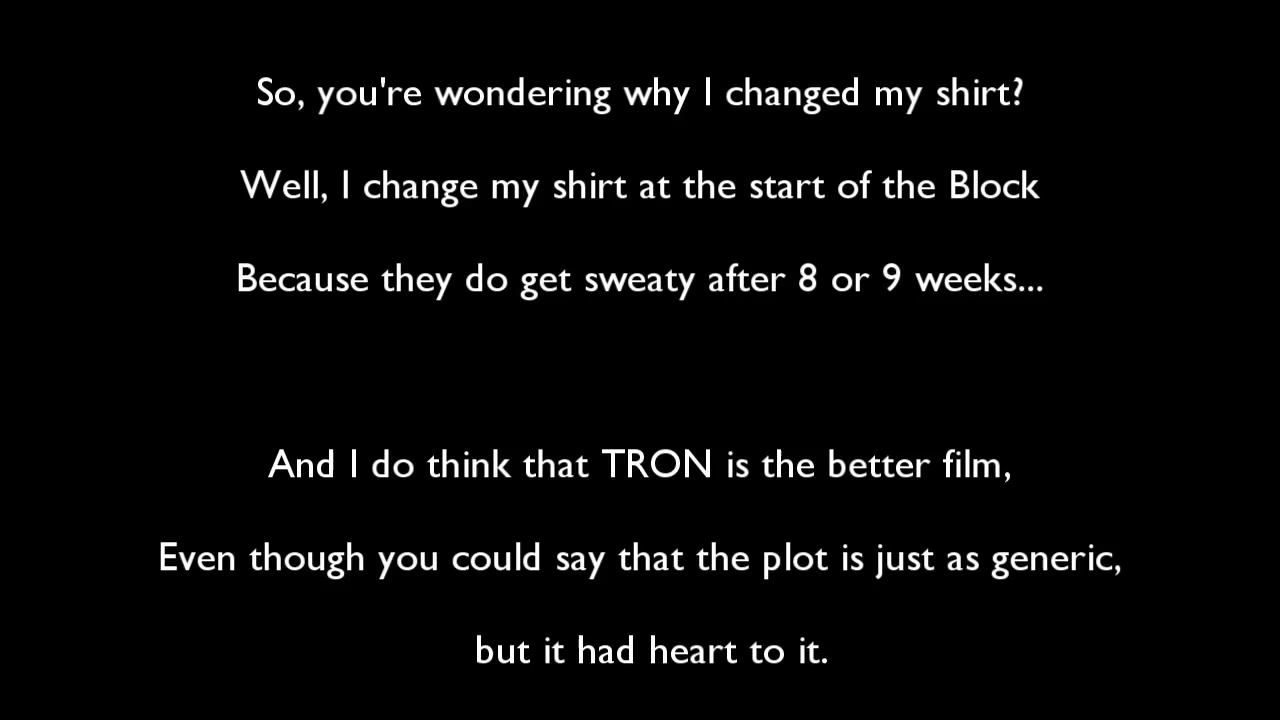 So, you're wondering why I changed my shirt?
Well, I change my shirt at the start of the Block
Because they do get sweaty after 8 or 9 weeks...
And I do think that TRON is the better film,
Even though you could say that the plot is just as generic,
but it had heart to it.